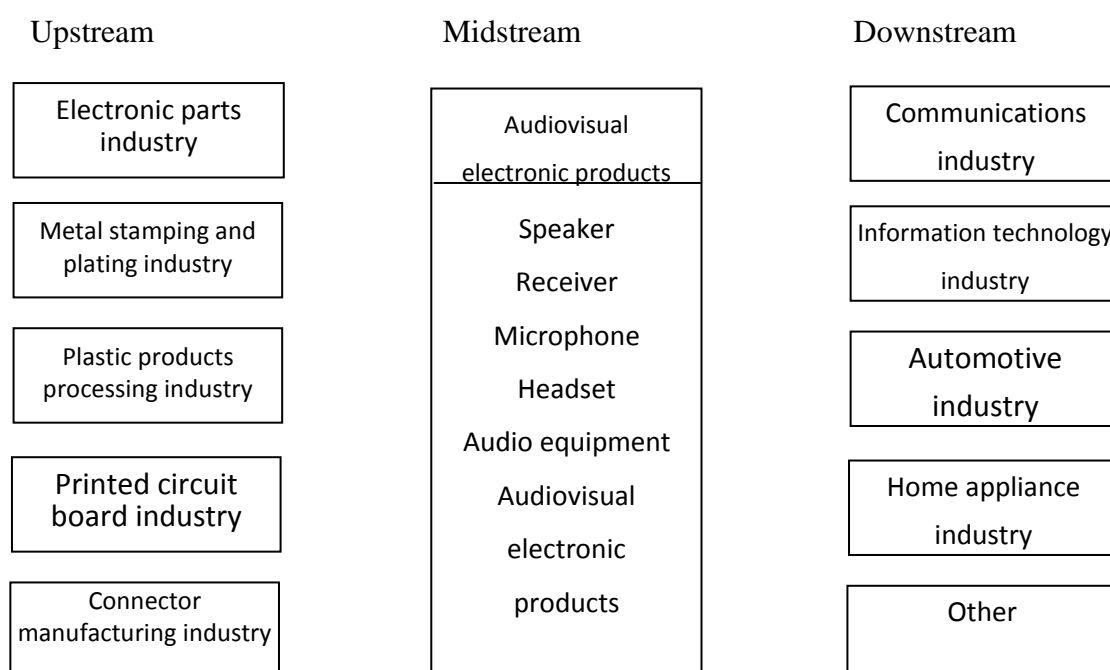 Upstream
Midstream
Downstream
Electronic parts
industry
Metal stamping and
plating industry
Plastic products
processing industry
Printed circuit
board industry
Connector
manufacturing industry
Audiovisual
electronic products
Speaker
Receiver
Microphone
Headset
Audio equipment
Audiovisual
electronic
products
Communications
industry
Information technology
industry
Automotive
industry
Home appliance
industry
Other